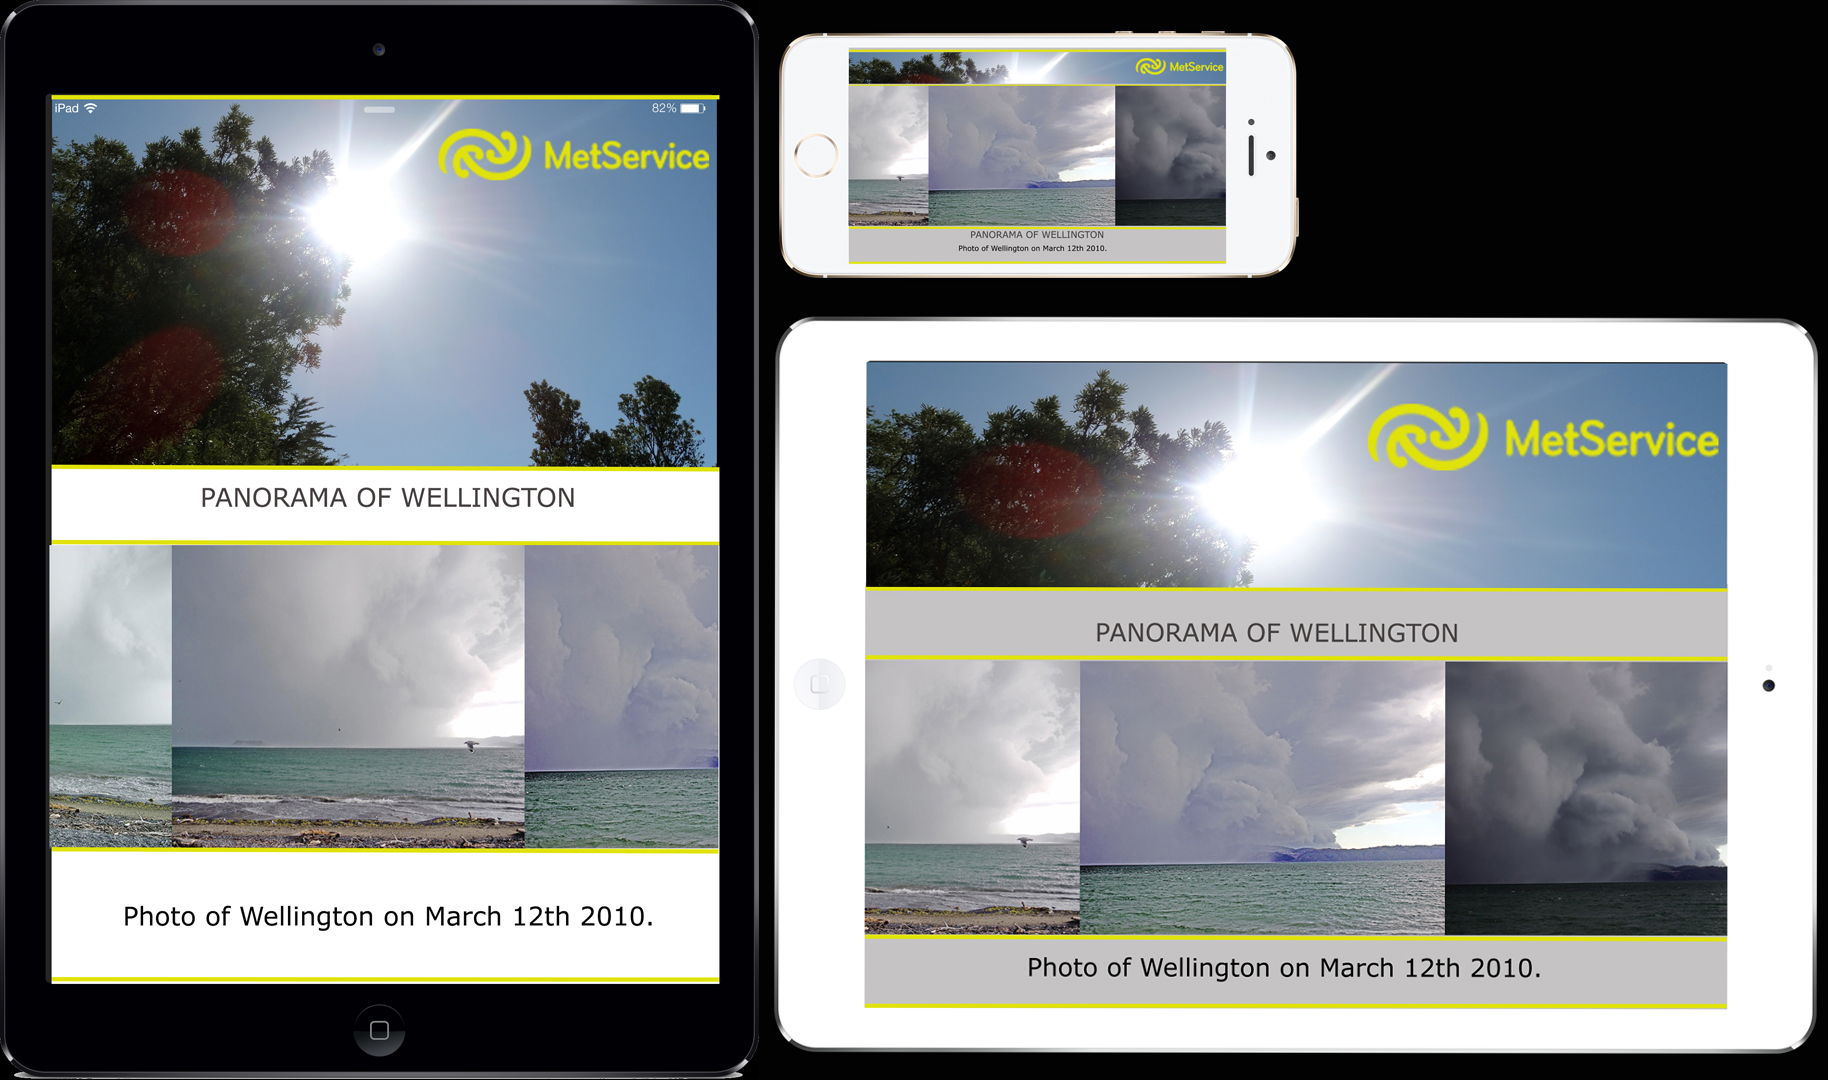 iPad
82%
MetService
PANORAMA OF WELLINGTON
Photo of Wellington on March 12th 2010.
MetService
PANORAMA OF WELLINGTON
Photo of Wellington on March 12th 2010.
MetService
PANORAMA OF WELLINGTON
Photo of Wellington on March 12th 2010.